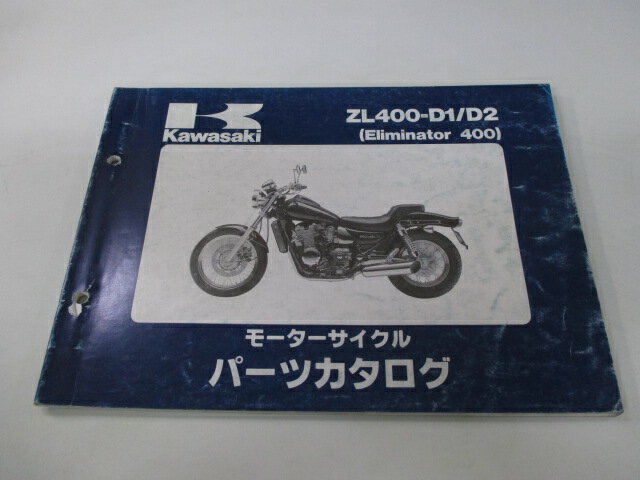 Kawasaki
ZL400-D1/D2
(Eliminator 400)
モーターサイクル
パーツカタログ